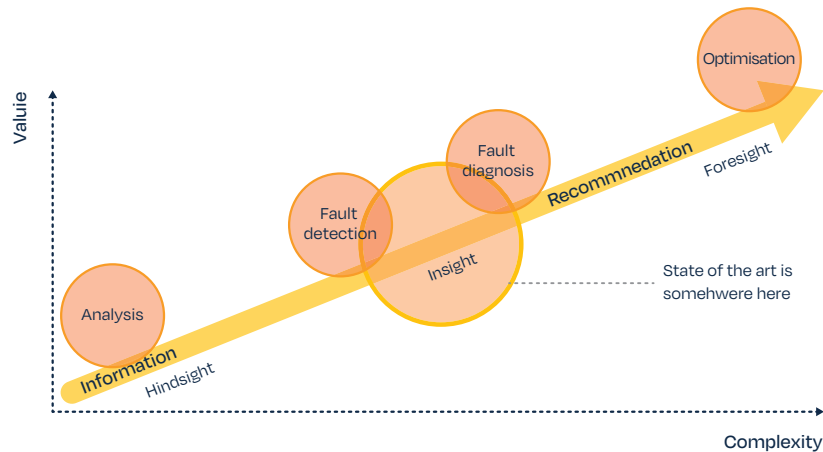 Optimisation
Valuie
Fault
diagnosis
Recommnedation
Foresight
Fault
detection
Insight
State of the art is
somehwere here
Analysis
Information
Hindsight
Complexity